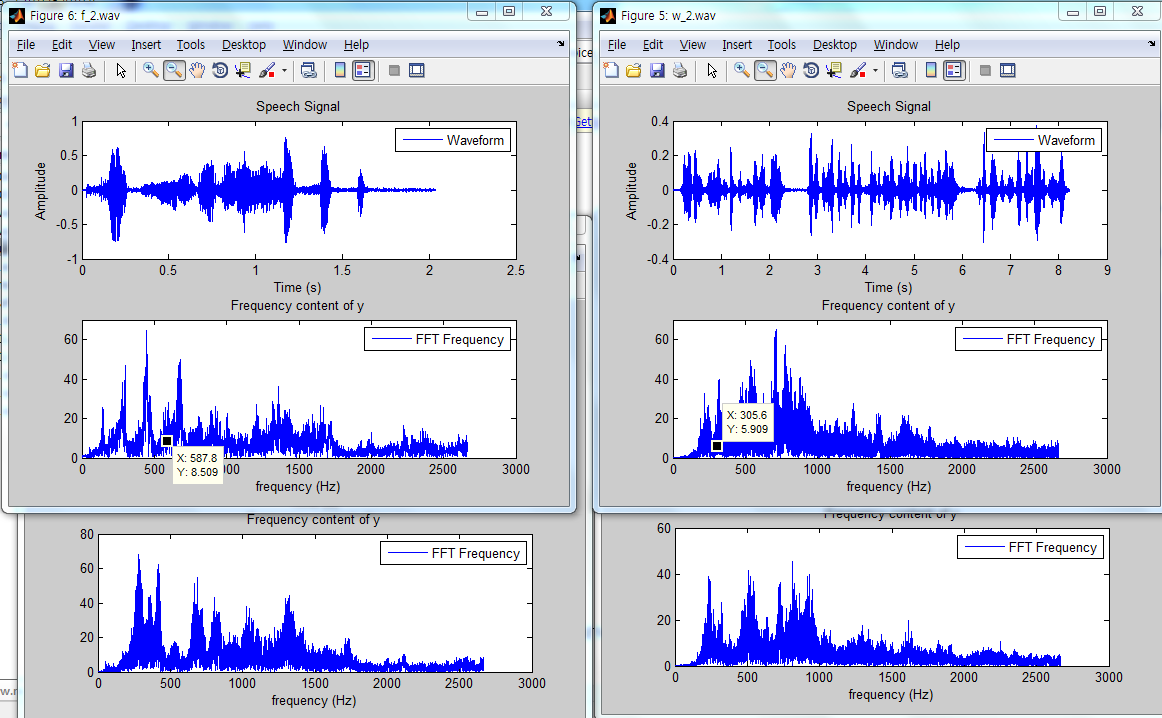 Figure 6: f_2.wav
File Edit View Insert Tools Desktop Window Help
Speech Signal
Waveform
Amplitude
1
0.5
0
-0.5
-1
0 0.5 1 1.5 2 2.5
Time (s)
Frequency content of y
FFT Frequency
60
40
20
0
X: 587.8
Y: 8.509
0 500 1000 1500 2000 2500 3000
frequency (Hz)
Figure 5: w_2.wav
File Edit View Insert Tools Desktop Window Help
Speech Signal
Waveform
Amplitude
0.4
0.2
0
-0.2
-0.4
0 1 2 3 4 5 6 7 8 9
Time (s)
Frequency content of y
FFT Frequency
60
40
20
0
X: 305.6
Y: 5.909
0 500 1000 1500 2000 2500 3000
frequency (Hz)
Frequency content of y
FFT Frequency
80
60
40
20
0
0 500 1000 1500 2000 2500 3000
frequency (Hz)
Frequency content of y
FFT Frequency
60
40
20
0
0 500 1000 1500 2000 2500 3000
frequency (Hz)